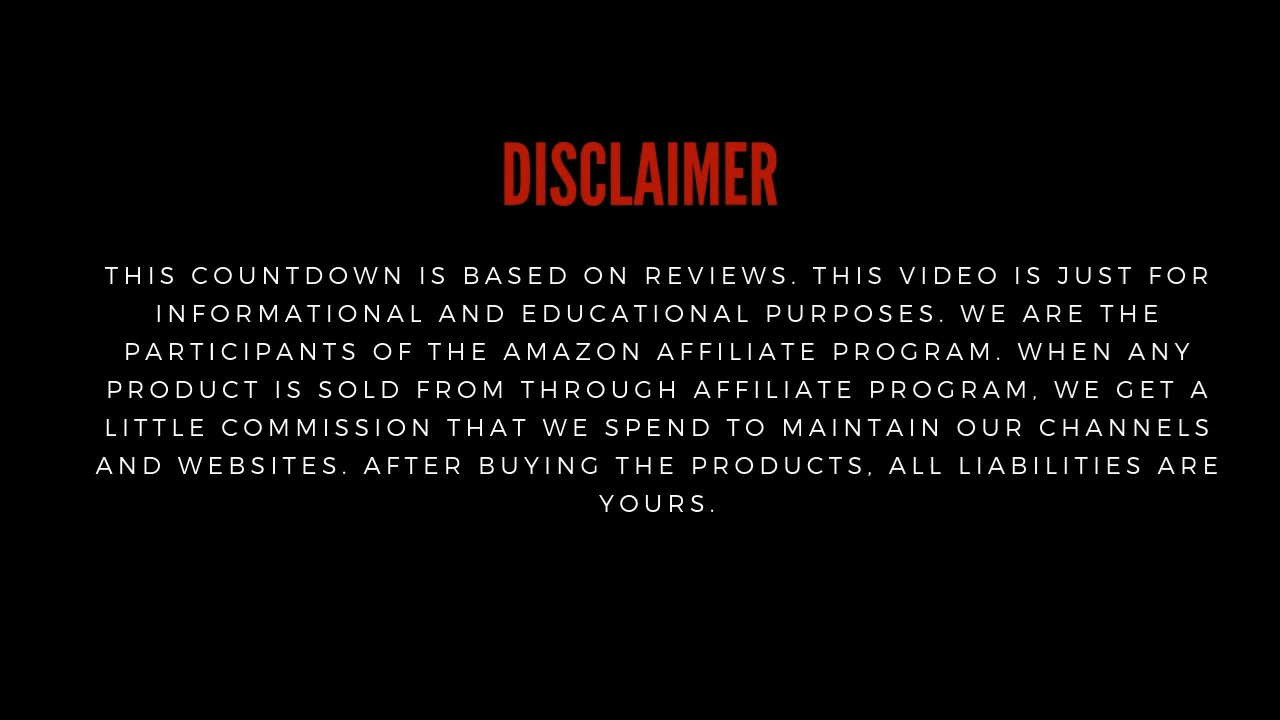 DISCLAIMER
THIS COUNTDOWN IS BASED ON REVIEWS. THIS VIDEO IS JUST FOR
INFORMATIONAL AND EDUCATIONAL PURPOSES. WE ARE THE
PARTICIPANTS OF THE AMAZON AFFILIATE PROGRAM. WHEN ANY
PRODUCT IS SOLD FROM THROUGH AFFILIATE PROGRAM, WE GET A
LITTLE COMMISSION THAT WE SPEND TO MAINTAIN OUR CHANNELS
AND WEBSITES. AFTER BUYING THE PRODUCTS, ALL LIABILITIES ARE
YOURS.